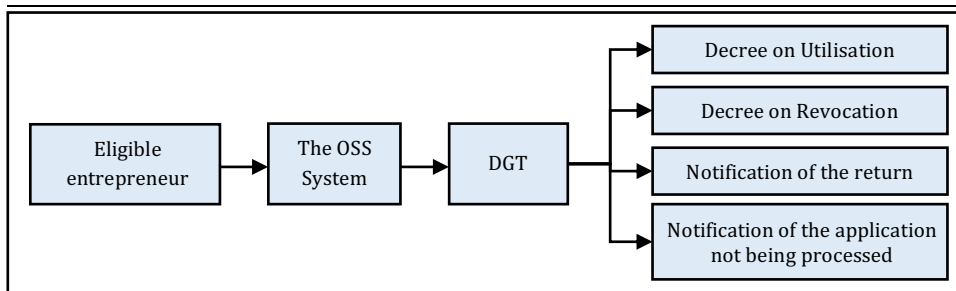 Eligible
entrepreneur
The OSS
System
DGT
Decree on Utilisation
Decree on Revocation
Notification of the return
Notification of the application
not being processed